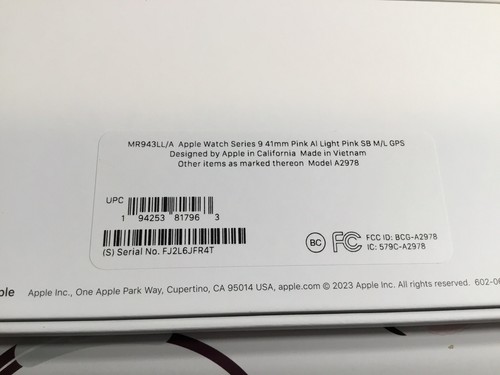 MR943LL/A Apple Watch Series 9 41mm Pink Al Light Pink SB M/L GPS
Designed by Apple in California Made in Vietnam
Other items as marked thereon Model A2978
UPC
1 94253 81796 3
(S) Serial No. FJ2L6JFR4T
BC FC FCC ID: BCG-A2978
IC: 579C-A2978
Apple Inc., One Apple Park Way, Cupertino, CA 95014 USA, apple.com © 2023 Apple Inc. All rights reserved.